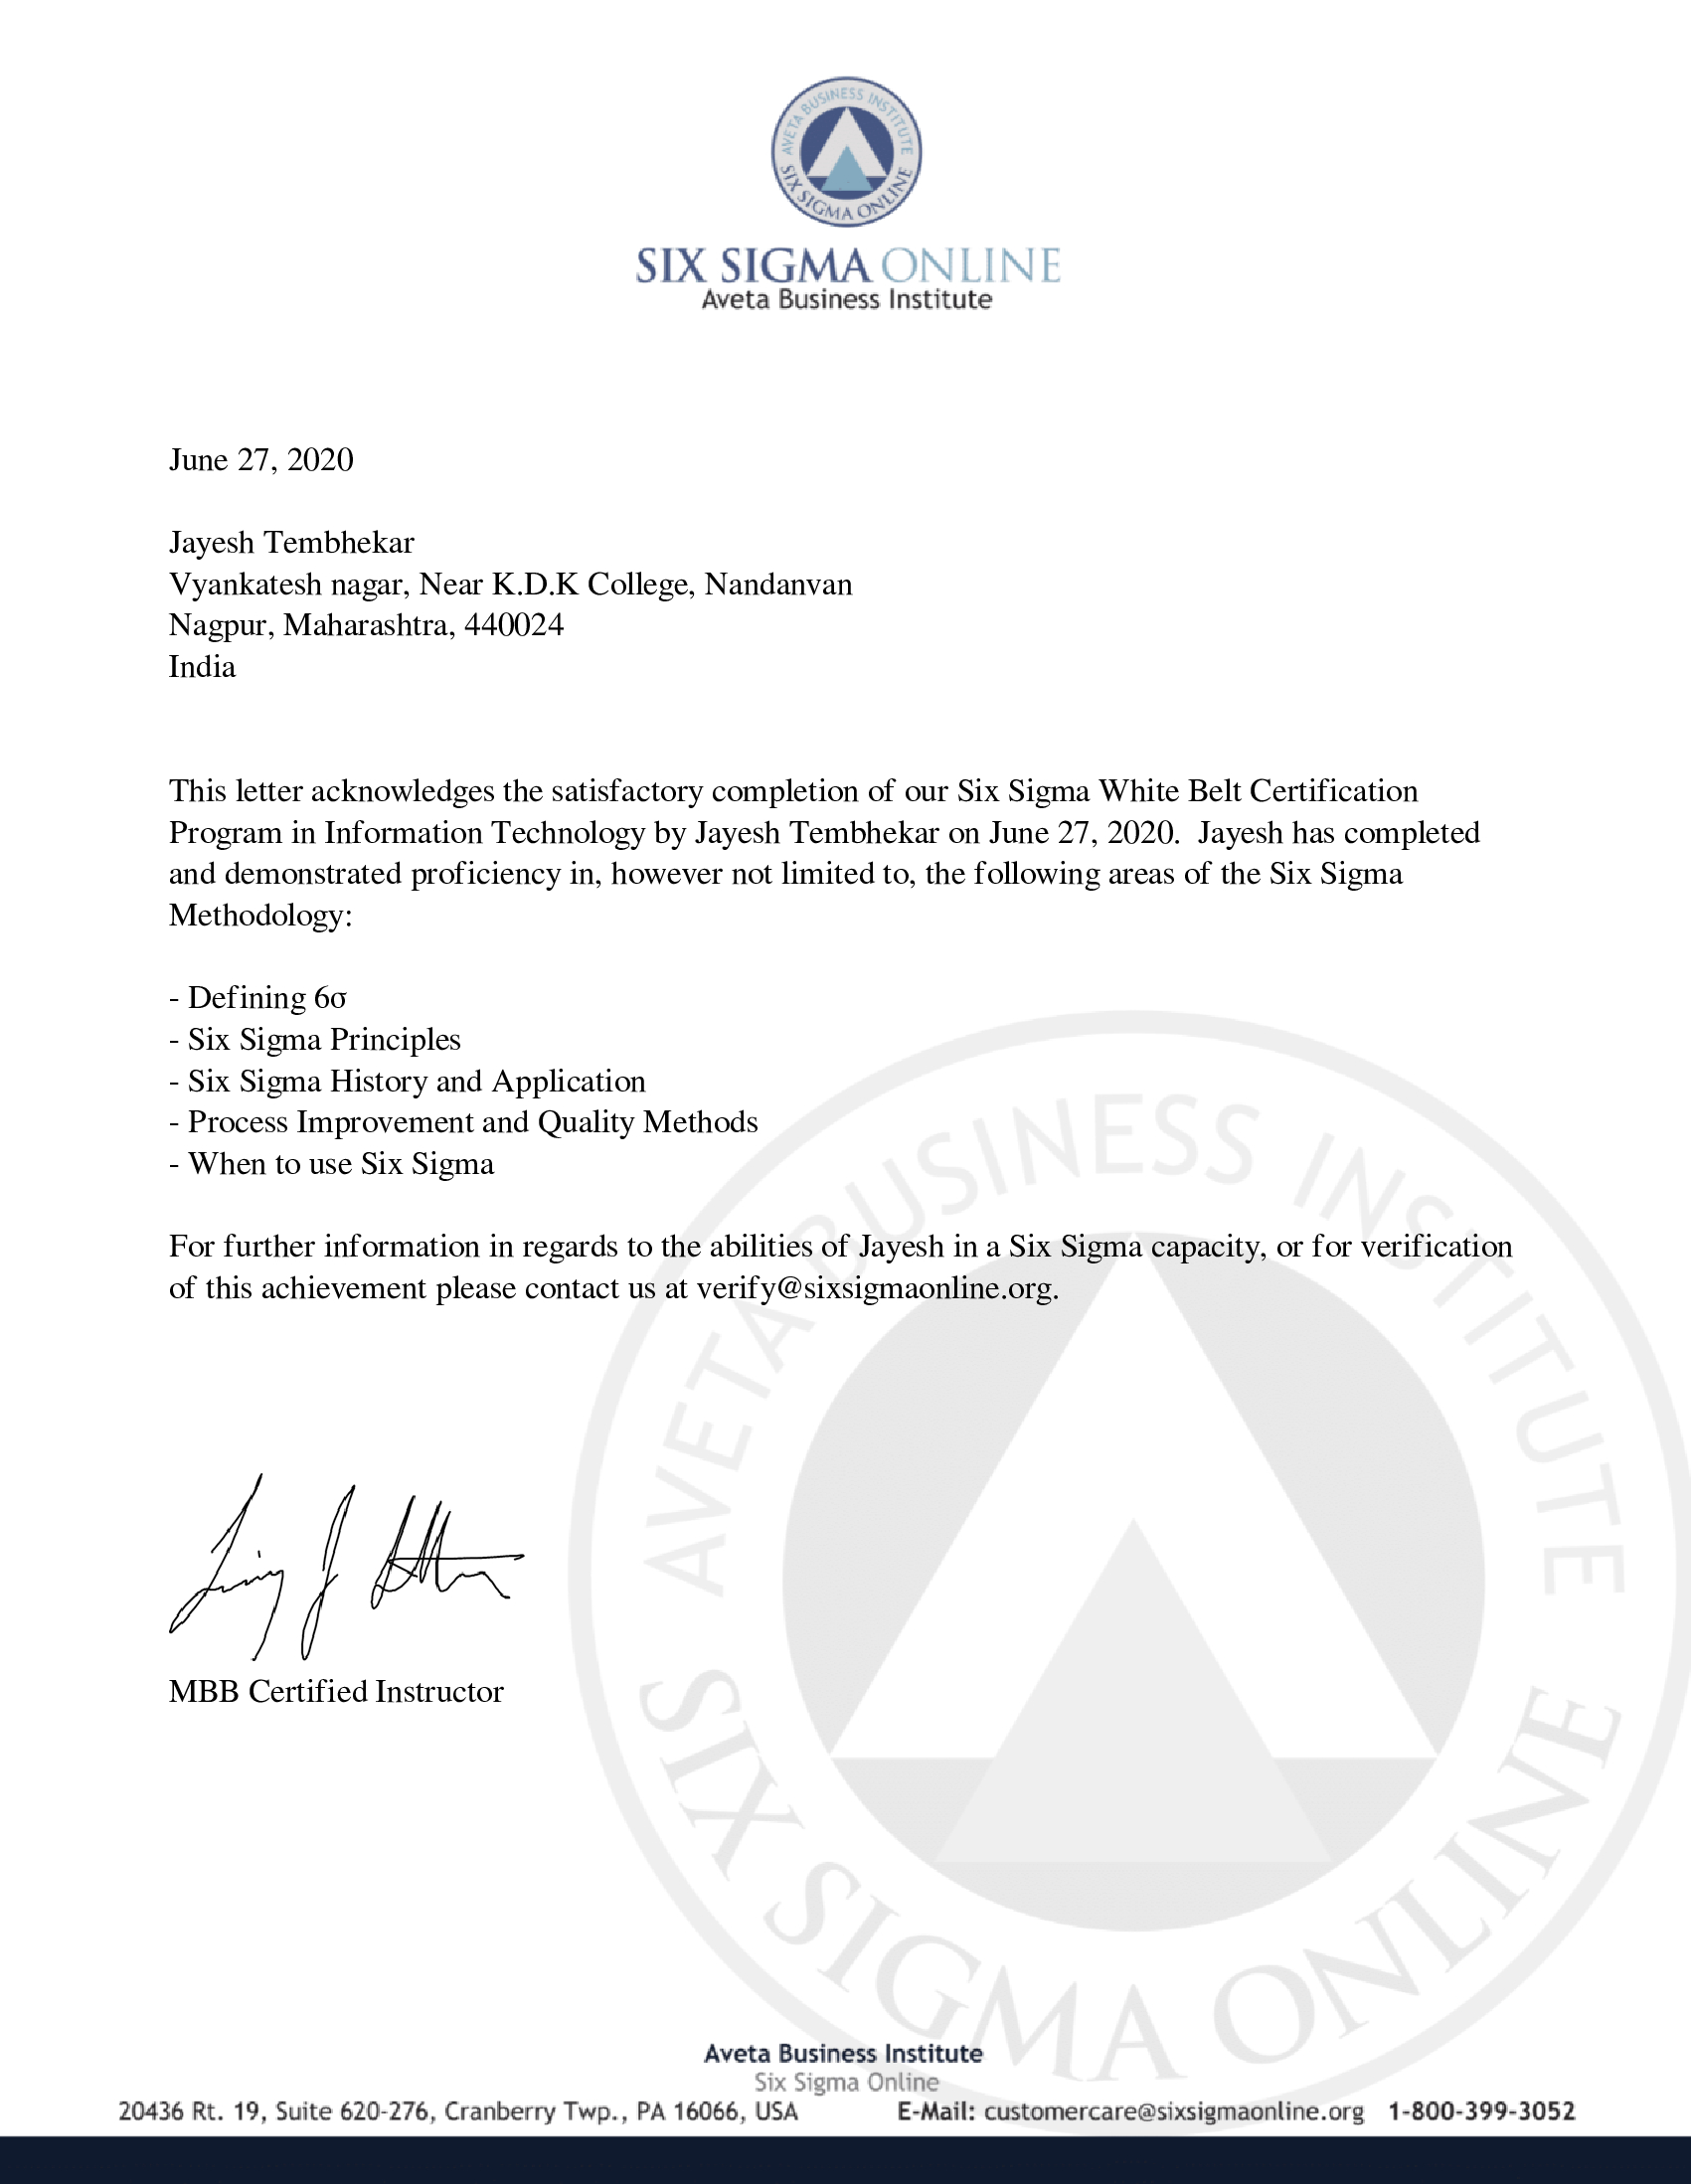 AVETA BUSINESS INSTITUTE
SIX SIGMA ONLINE
SIX SIGMA ONLINE
Aveta Business Institute
June 27, 2020
Jayesh Tembhekar
Vyankatesh nagar, Near K.D.K College, Nandanvan
Nagpur, Maharashtra, 440024
India
This letter acknowledges the satisfactory completion of our Six Sigma White Belt Certification
Program in Information Technology by Jayesh Tembhekar on June 27, 2020.  Jayesh has completed
and demonstrated proficiency in, however not limited to, the following areas of the Six Sigma
Methodology:
- Defining 6σ
- Six Sigma Principles
- Six Sigma History and Application
- Process Improvement and Quality Methods
- When to use Six Sigma
For further information in regards to the abilities of Jayesh in a Six Sigma capacity, or for verification
of this achievement please contact us at verify@sixsigmaonline.org.
MBB Certified Instructor
AVETA BUSINESS INSTITUTE
SIX SIGMA ONLINE
Aveta Business Institute
Six Sigma Online
20436 Rt. 19, Suite 620-276, Cranberry Twp., PA 16066, USA E-Mail: customercare@sixsigmaonline.org 1-800-399-3052